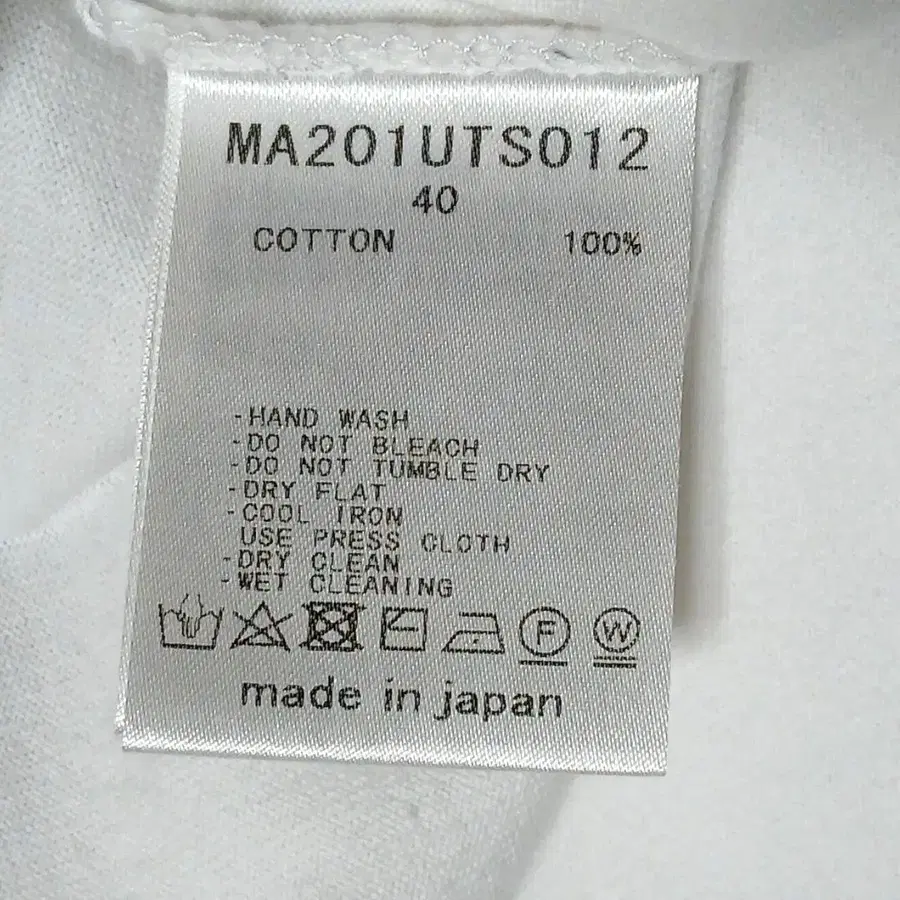 MA201UTS012
40
COTTON 100%
-HAND WASH
-DO NOT BLEACH
-DO NOT TUMBLE DRY
-DRY FLAT
-COOL IRON
USE PRESS CLOTH
-DRY CLEAN
-WET CLEANING
F W
made in japan